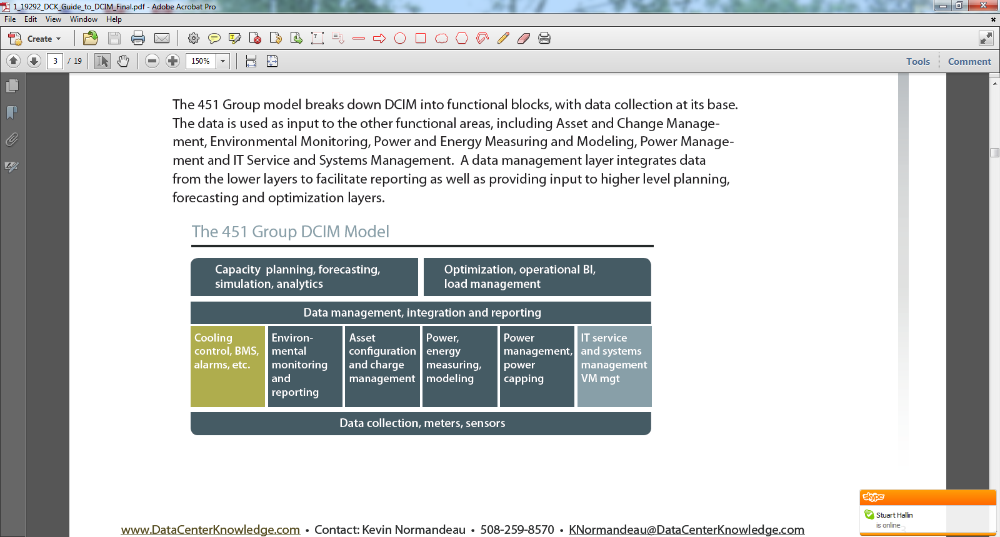 1_19292_DCK_Guide_to_DCIM_Final.pdf - Adobe Acrobat Pro
File Edit View Window Help
Create
3 / 19 150% Tools Comment
The 451 Group model breaks down DCIM into functional blocks, with data collection at its base.
The data is used as input to the other functional areas, including Asset and Change Manage-
ment, Environmental Monitoring, Power and Energy Measuring and Modeling, Power Manage-
ment and IT Service and Systems Management. A data management layer integrates data
from the lower layers to facilitate reporting as well as providing input to higher level planning,
forecasting and optimization layers.
The 451 Group DCIM Model
Capacity planning, forecasting,
simulation, analytics
Optimization, operational BI,
load management
Data management, integration and reporting
Cooling
control, BMS,
alarms, etc.
Environ-
mental
monitoring
and
reporting
Asset
configuration
and charge
management
Power,
energy
measuring,
modeling
Power
management,
power
capping
IT service
and systems
management
VM mgt
Data collection, meters, sensors
skype
Stuart Hallin
is online
3
www.DataCenterKnowledge.com • Contact: Kevin Normandeau • 508-259-8570 • KNormandeau@DataCenterKnowledge.com